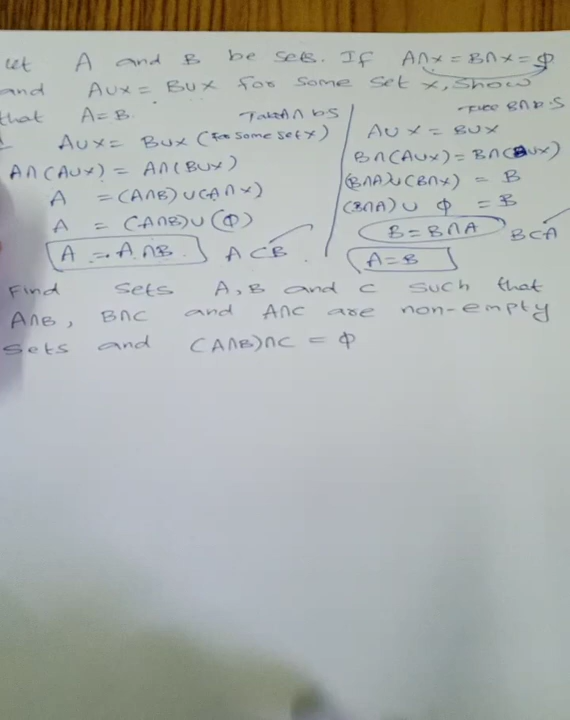 Let A and B be sets. If A∩X = B∩X = Φ
and A∪X = B∪X for some set X, show
that A=B.
Take A∩ b.s
A∪X = B∪X (for some set X)
A∩(A∪X) = A∩(B∪X)
A = (A∩B)∪(A∩X)
A = (A∩B)∪(Φ)
A = A∩B. A⊂B.
Take B∩ b.s
A∪X = B∪X
B∩(A∪X) = B∩(B∪X)
(B∩A)∪(B∩X) = B
(B∩A)∪ Φ = B
B = B∩A B⊂A
A=B
Find sets A, B and C such that
A∩B, B∩C and A∩C are non-empty
sets and (A∩B)∩C = Φ